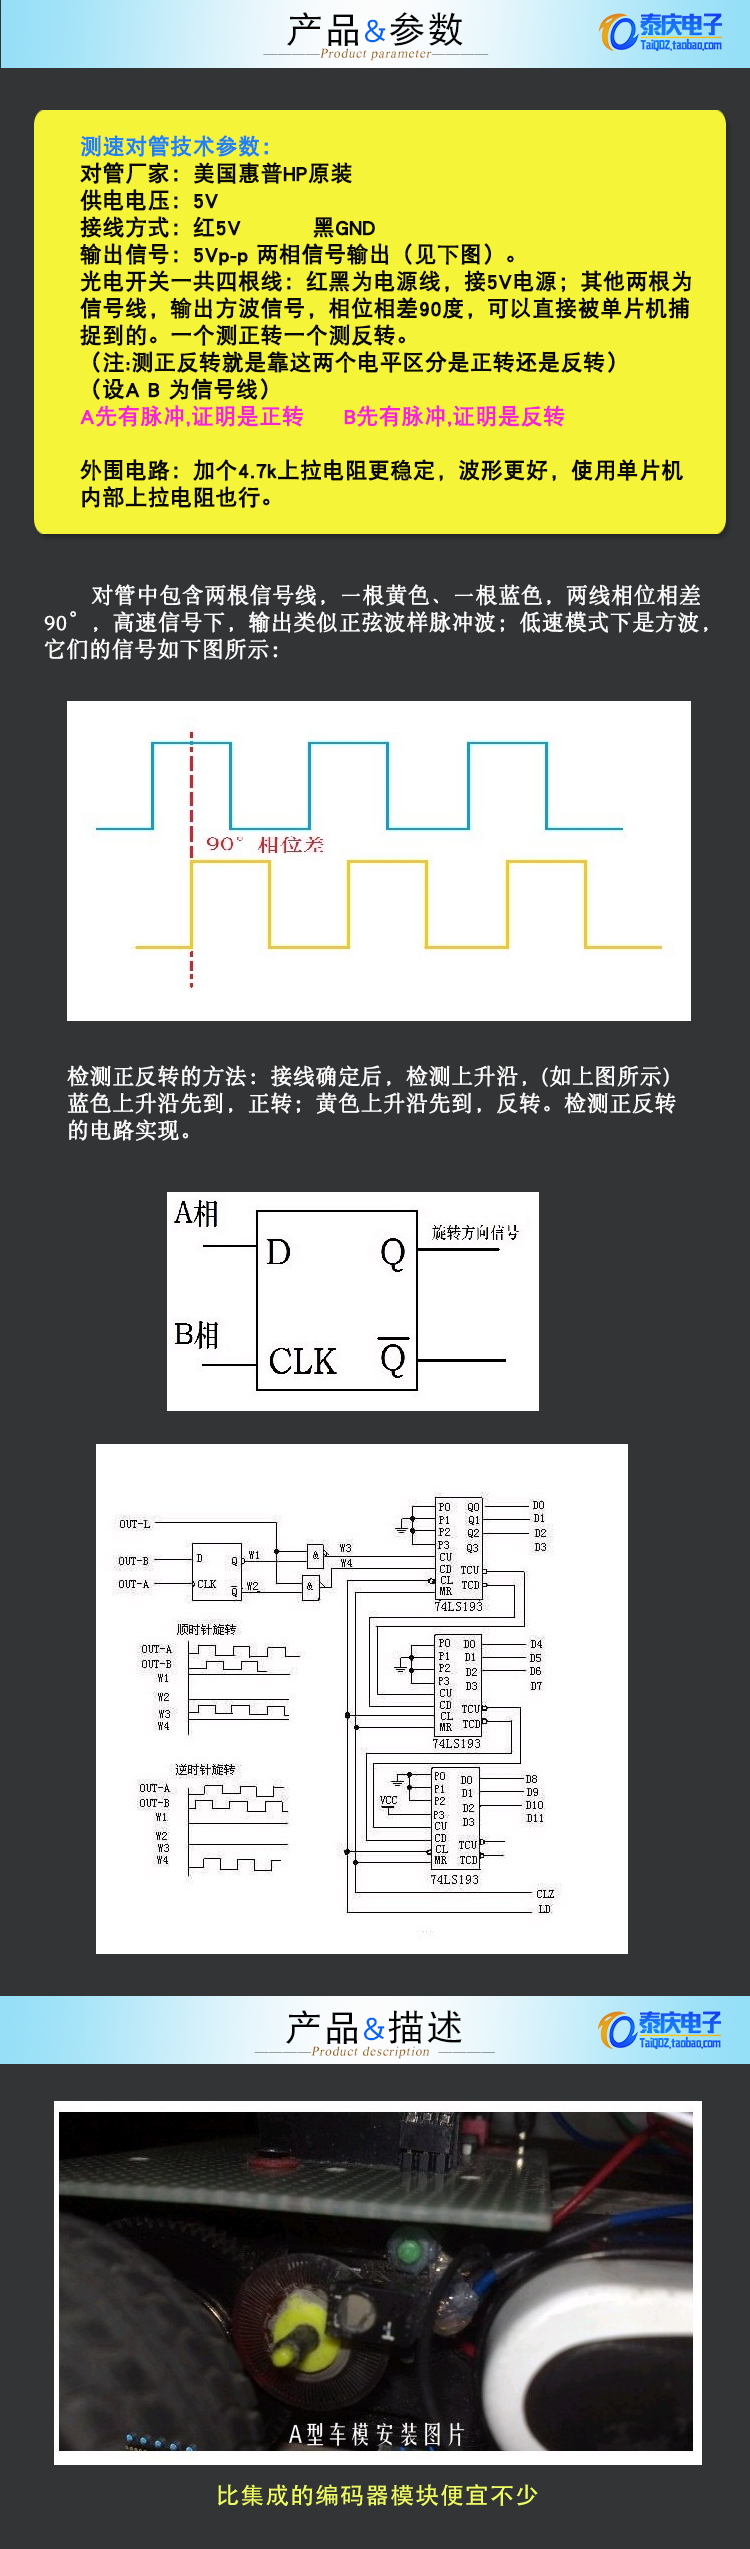 产品&参数
Product parameter
泰庆电子
TaiQDZ.taobao.com
测速对管技术参数：
对管厂家：美国惠普HP原装
供电电压：5V
接线方式：红5V 黑GND
输出信号：5Vp-p 两相信号输出（见下图）。
光电开关一共四根线：红黑为电源线，接5V电源；其他两根为
信号线，输出方波信号，相位相差90度，可以直接被单片机捕
捉到的。一个测正转一个测反转。
（注:测正反转就是靠这两个电平区分是正转还是反转）
（设A B 为信号线）
A先有脉冲,证明是正转 B先有脉冲,证明是反转
外围电路：加个4.7k上拉电阻更稳定，波形更好，使用单片机
内部上拉电阻也行。
对管中包含两根信号线，一根黄色、一根蓝色，两线相位相差
90°，高速信号下，输出类似正弦波样脉冲波；低速模式下是方波，
它们的信号如下图所示：
90°相位差
检测正反转的方法：接线确定后，检测上升沿，(如上图所示)
蓝色上升沿先到，正转；黄色上升沿先到，反转。检测正反转
的电路实现。
A相
D Q
旋转方向信号
B相
CLK Q
OUT-L
OUT-B
OUT-A
D Q
CLK Q
W1
W2
&
&
W3
W4
P0 Q0 D0
P1 Q1 D1
P2 Q2 D2
P3 Q3 D3
CU
CD TCU
CL TCD
MR
74LS193
顺时针旋转
OUT-A
OUT-B
W1
W2
W3
W4
P0 D0 D4
P1 D1 D5
P2 D2 D6
P3 D3 D7
CU
CD TCU
CL
MR TCD
74LS193
逆时针旋转
OUT-A
OUT-B
W1
W2
W3
W4
VCC
P0 D0 D8
P1 D1 D9
P2 D2 D10
P3 D3 D11
CU
CD TCU
CL
MR TCD
74LS193
CLZ
LD
产品&描述
Product description
泰庆电子
TaiQDZ.taobao.com
A型车模安装图片
比集成的编码器模块便宜不少